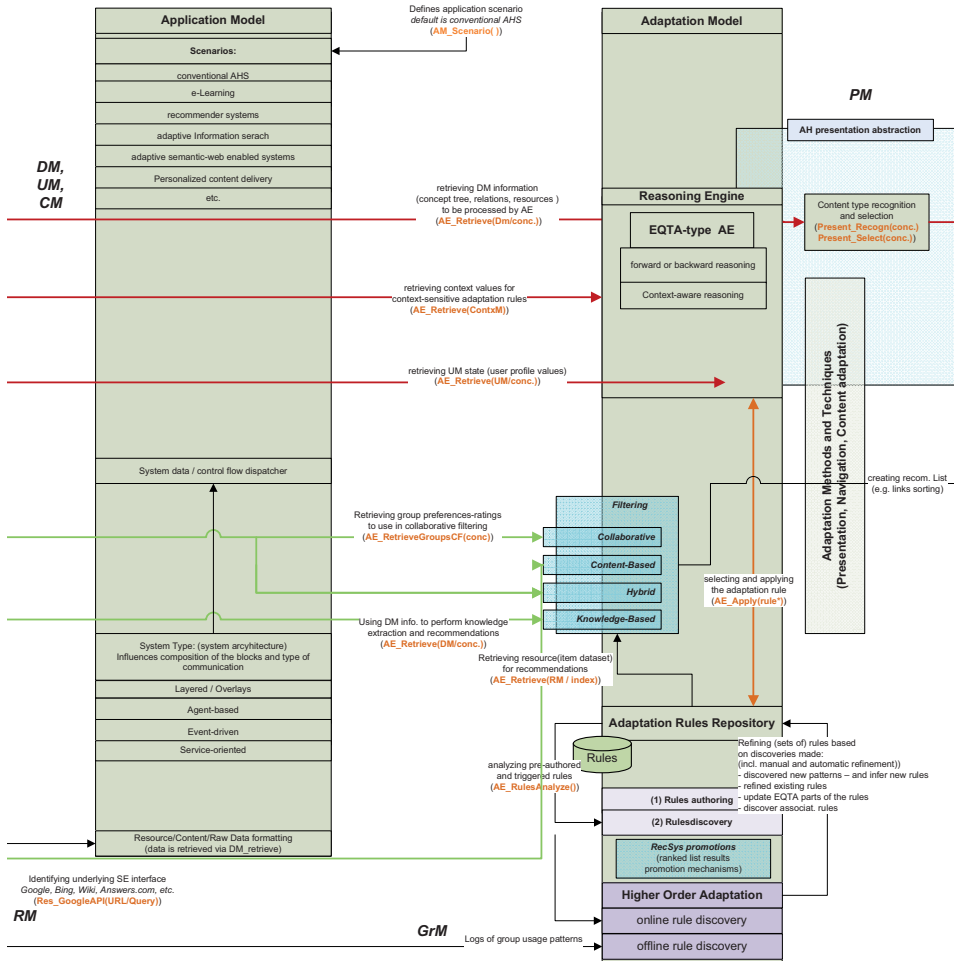 Application Model
Scenarios:
conventional AHS
e-Learning
recommender systems
adaptive Information serach
adaptive semantic-web enabled systems
Personalized content delivery
etc.
System data / control flow dispatcher
System Type: (system arcyhitecture)
Influences composition of the blocks and type of
communication
Layered / Overlays
Agent-based
Event-driven
Service-oriented
Resource/Content/Raw Data formatting
(data is retrieved via DM_retrieve)
DM,
UM,
CM
Defines application scenario
default is conventional AHS
(AM_Scenario( ))
retrieving DM information
(concept tree, relations, resources )
to be processed by AE
(AE_Retrieve(Dm/conc.)
retrieving context values for
context-sensitive adaptation rules
(AE_Retrieve(ContxM))
retrieving UM state (user profile values)
(AE_Retrieve(UM/conc.))
Retrieving group preferences-ratings
to use in collaborative filtering
(AE_RetrieveGroupsCF(conc))
Using DM info. to perform knowledge
extraction and recommendations
(AE_Retrieve(DM/conc.))
Retrieving resource(item dataset)
for recommendations
(AE_Retrieve(RM / index))
analyzing pre-authored
and triggered rules
(AE_RulesAnalyze())
Identifying underlying SE interface
Google, Bing, Wiki, Answers.com, etc.
(Res_GoogleAPI(URL/Query))
RM
GrM
Logs of group usage patterns
Adaptation Model
Reasoning Engine
EQTA-type AE
forward or backward reasoning
Context-aware reasoning
Filtering
Collaborative
Content-Based
Hybrid
Knowledge-Based
selecting and applying
the adaptation rule
(AE_Apply(rule*))
Adaptation Rules Repository
Rules
(1) Rules authoring
(2) Rulesdiscovery
RecSys promotions
(ranked list results
promotion mechanisms)
Higher Order Adaptation
online rule discovery
offline rule discovery
Refining (sets of) rules based
on discoveries made:
(incl. manual and automatic refinement))
- discovered new patterns – and infer new rules
- refined existing rules
- update EQTA parts of the rules
- discover associat. rules
PM
AH presentation abstraction
Content type recognition
and selection
(Present_Recogn(conc.)
Present_Select(conc.))
Adaptation Methods and Techniques
(Presentation, Navigation, Content adaptation)
creating recom. List
(e.g. links sorting)